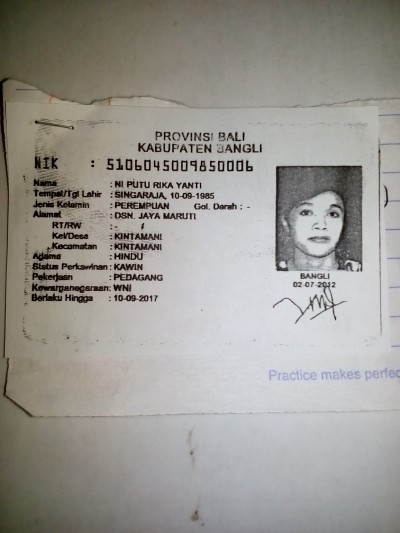 PROVINSI BALI
KABUPATEN BANGLI
NIK : 5106045009850006
Nama : NI PUTU RIKA YANTI
Tempat/Tgl Lahir : SINGARAJA, 10-09-1985
Jenis Kelamin : PEREMPUAN Gol. Darah : -
Alamat : DSN. JAYA MARUTI
RT/RW : - /
Kel/Desa : KINTAMANI
Kecamatan : KINTAMANI
Agama : HINDU
Status Perkawinan : KAWIN
Pekerjaan : PEDAGANG
Kewarganegaraan : WNI
Berlaku Hingga : 10-09-2017
BANGLI
02-07-2012
Practice makes perfec